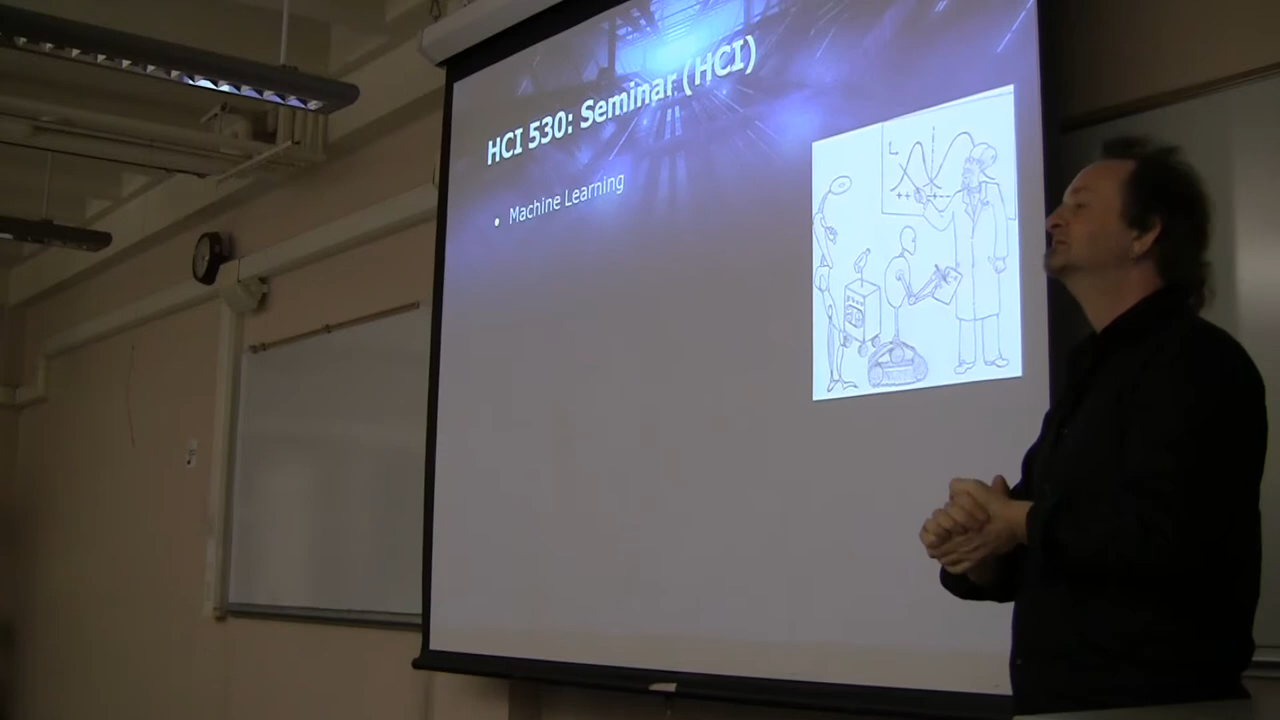 HCI 530: Seminar (HCI)
• Machine Learning
L
++ ++ --